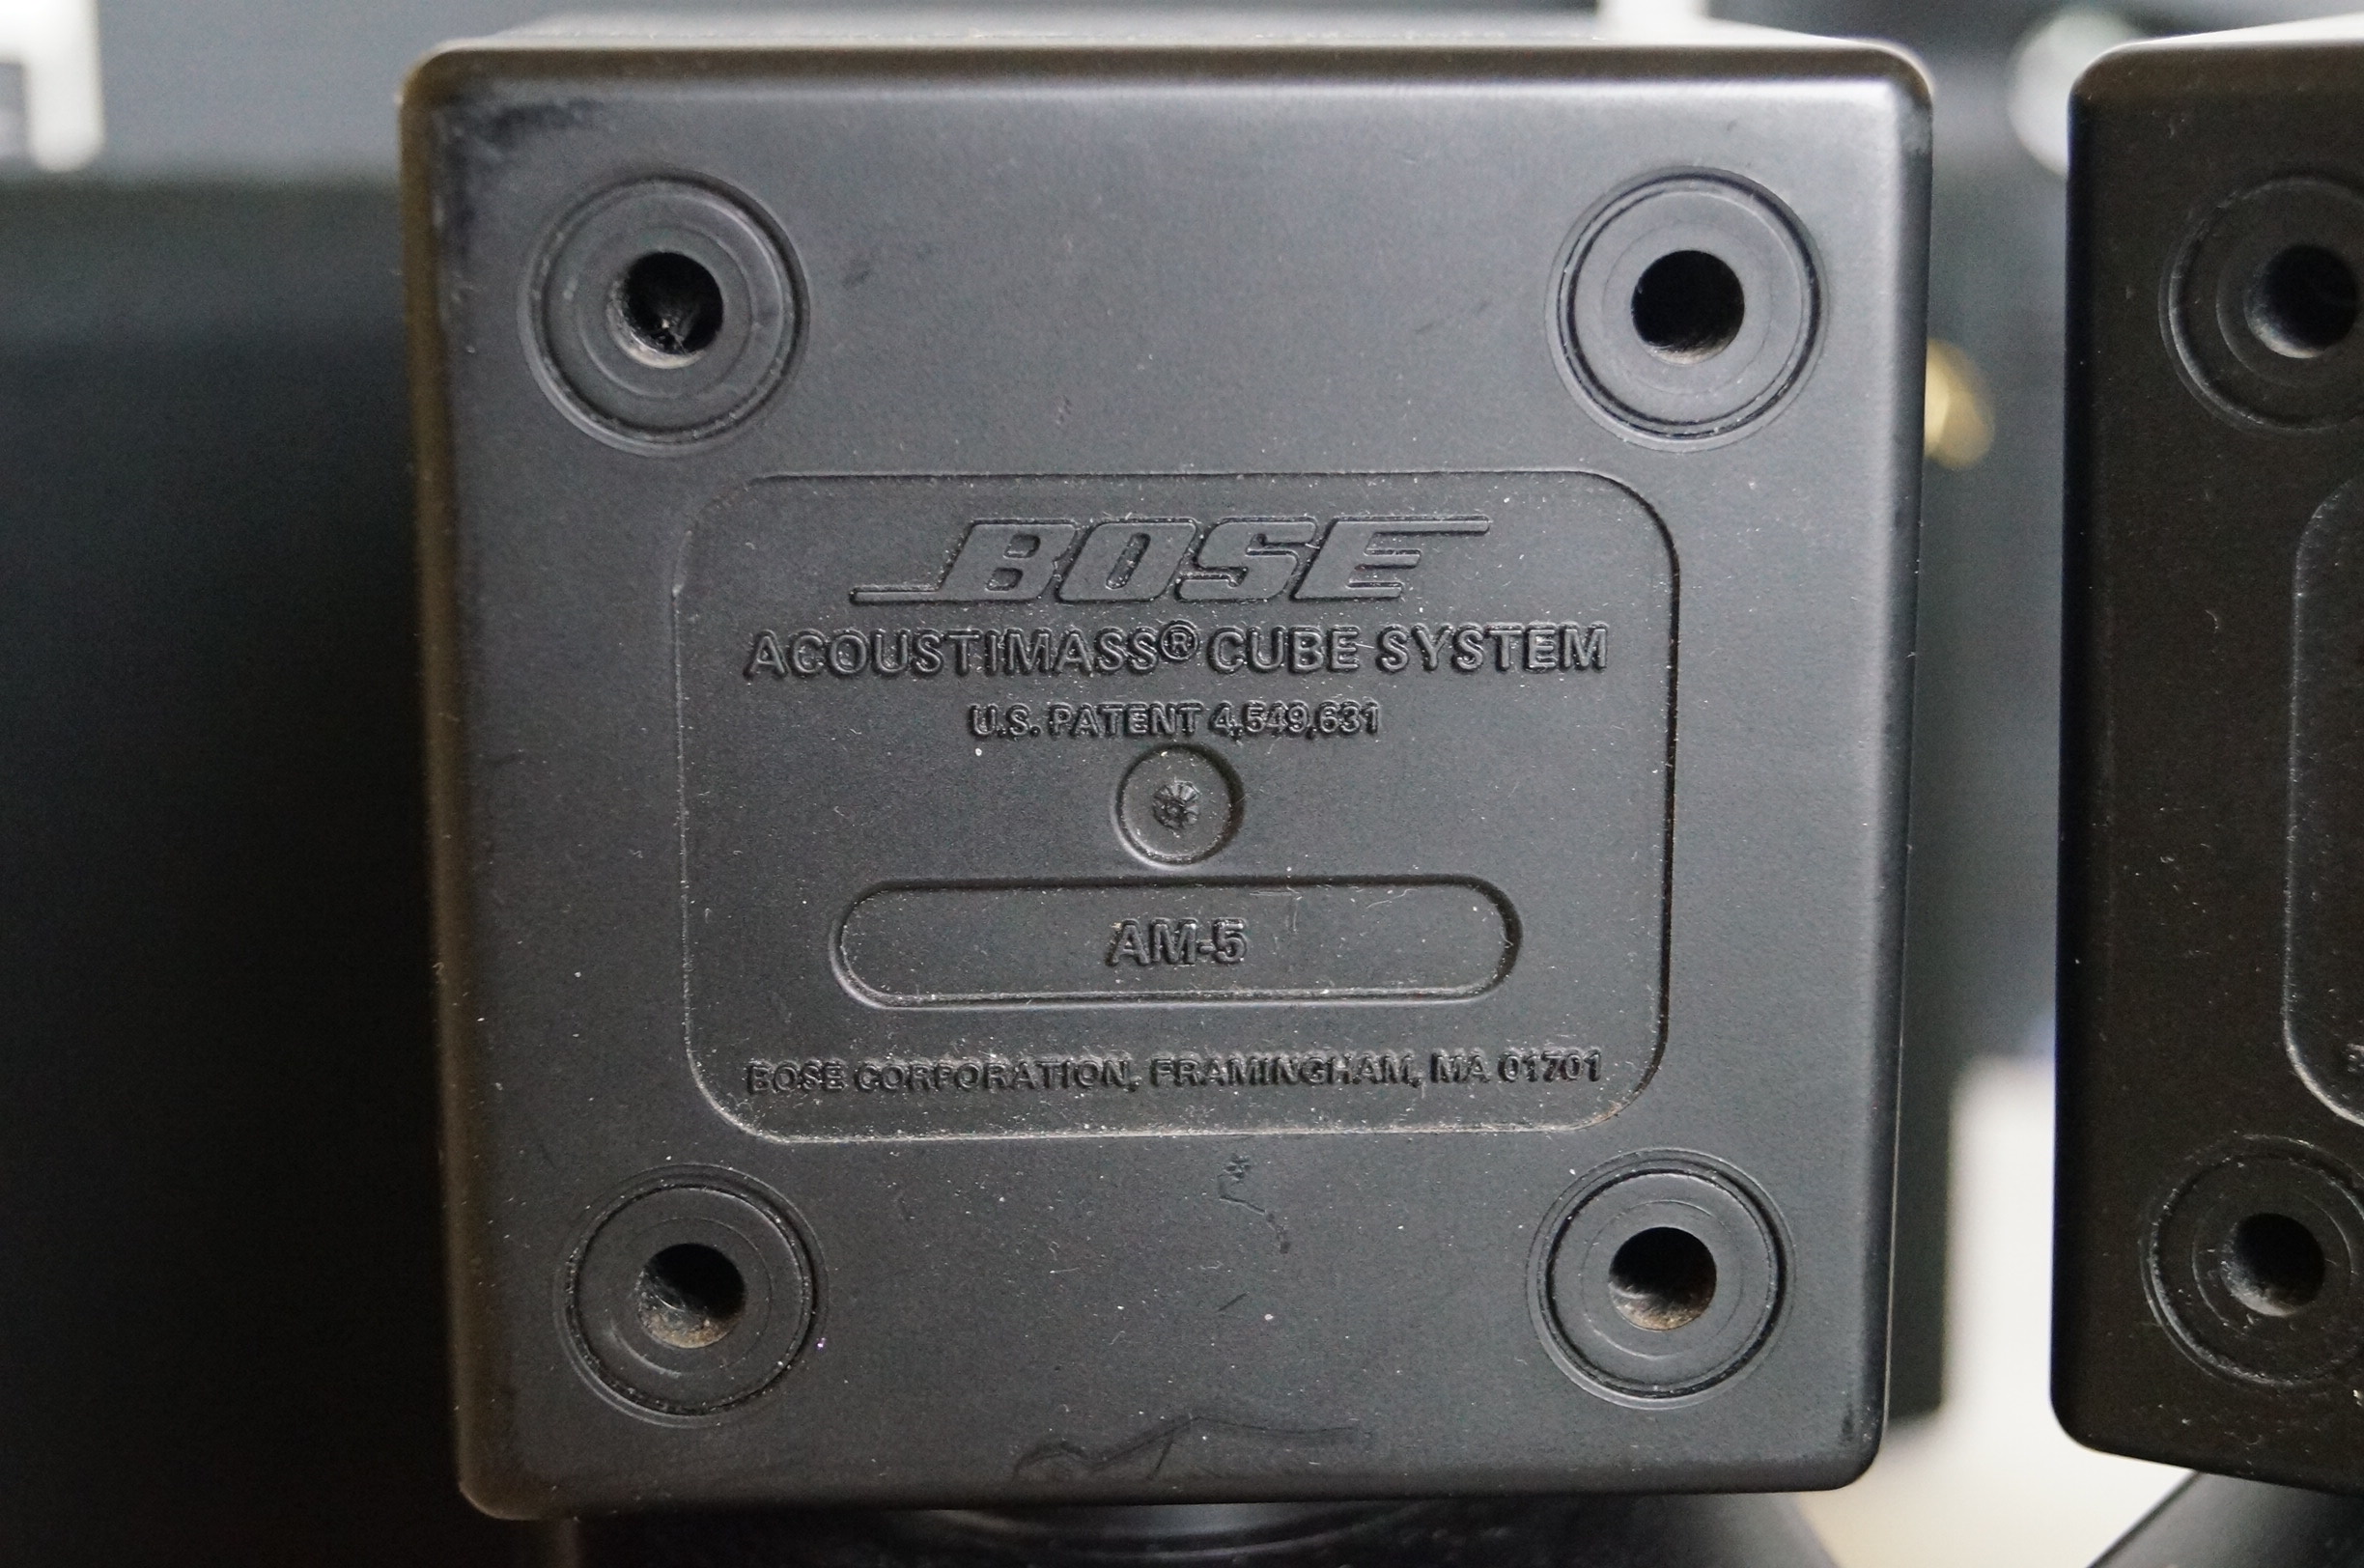 BOSE
ACOUSTIMASS® CUBE SYSTEM
U.S. PATENT 4,549,631
AM-5
BOSE CORPORATION, FRAMINGHAM, MA 01701